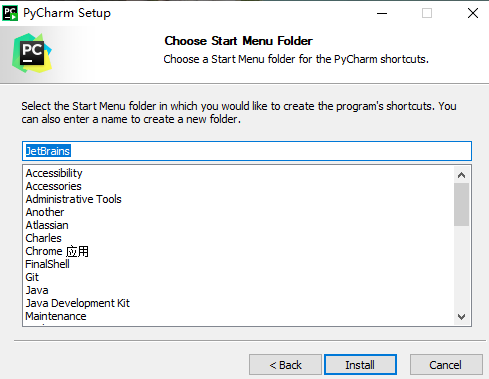 PyCharm Setup
PC
Choose Start Menu Folder
Choose a Start Menu folder for the PyCharm shortcuts.
Select the Start Menu folder in which you would like to create the program's shortcuts. You
can also enter a name to create a new folder.
JetBrains
Accessibility
Accessories
Administrative Tools
Another
Atlassian
Charles
Chrome 应用
FinalShell
Git
Java
Java Development Kit
Maintenance
< Back
Install
Cancel